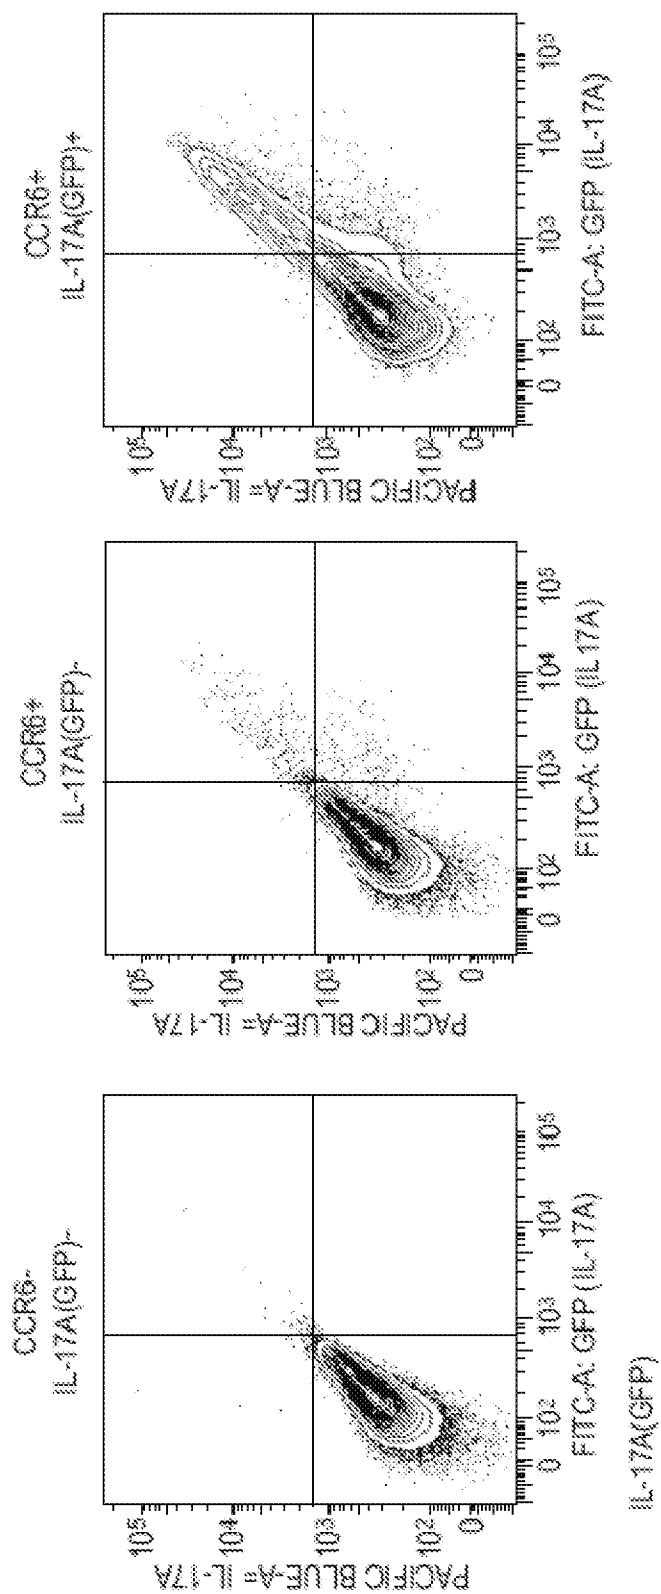 CCR6-
IL-17A(GFP)-
PACIFIC BLUE-A= IL-17A
10⁵
10⁴
10³
10²
0
0 10² 10³ 10⁴ 10⁵
FITC-A: GFP (IL-17A)
CCR6+
IL-17A(GFP)-
PACIFIC BLUE-A= IL-17A
10⁵
10⁴
10³
10²
0
0 10² 10³ 10⁴ 10⁵
FITC-A: GFP (IL17A)
CCR6+
IL-17A(GFP)+
PACIFIC BLUE-A= IL-17A
10⁵
10⁴
10³
10²
0
0 10² 10³ 10⁴ 10⁵
FITC-A: GFP (IL-17A)
IL-17A(GFP)